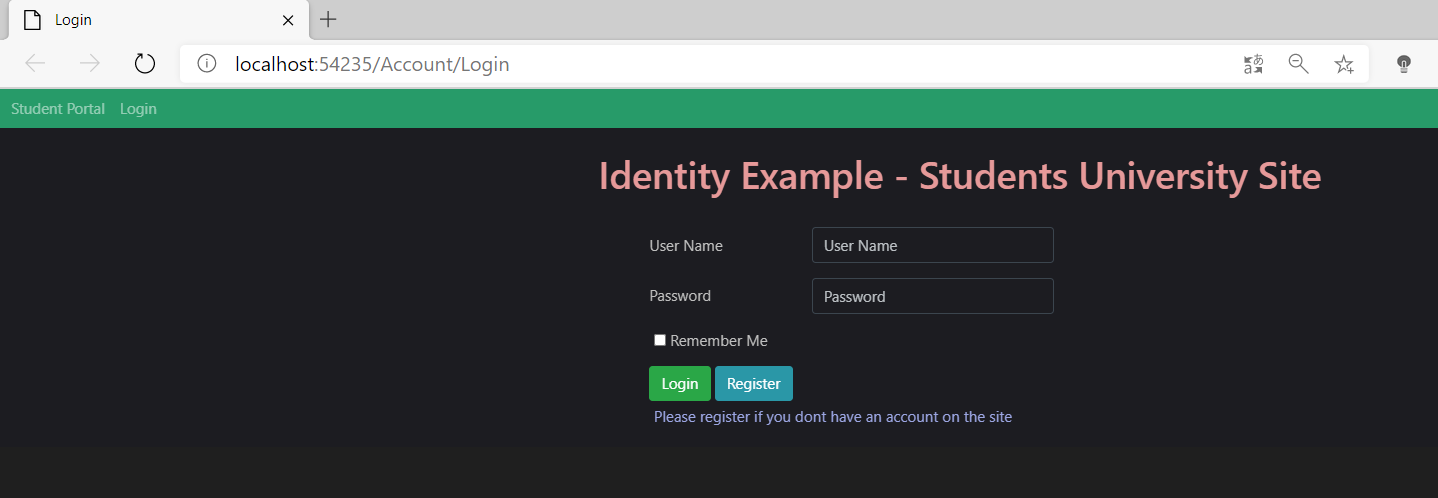 Login
localhost:54235/Account/Login
Student Portal Login
Identity Example - Students University Site
User Name User Name
Password Password
Remember Me
Login Register
Please register if you dont have an account on the site